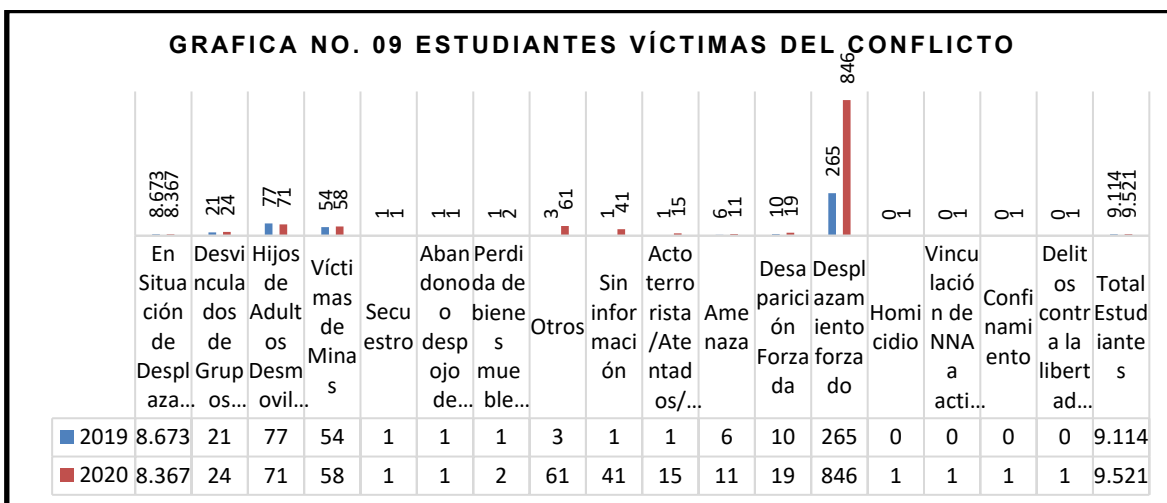 GRAFICA NO. 09 ESTUDIANTES VÍCTIMAS DEL CONFLICTO
8.673 8.367 21 24 77 71 54 58 1 1 1 1 1 2 3 61 1 41 1 15 6 11 10 19 265 846 0 1 0 1 0 1 0 1 9.114 9.521
En
Situa
ción
de
Despl
aza...
Desvi
ncula
dos
de
Grup
os...
Hijos
de
Adult
os
Desm
ovil...
Vícti
mas
de
Mina
s
Secu
estro
Aban
dono
o
desp
ojo
de...
Perdi
da de
biene
s
mue
ble...
Otros
Sin
infor
maci
ón
Acto
terro
rista
/Ate
ntad
os/...
Ame
naza
Desa
parici
ón
Forza
da
Despl
azam
iento
forza
do
Homi
cidio
Vincu
lació
n de
NNA
a
acti...
Confi
nami
ento
Delit
os
contr
a la
libert
ad...
Total
Estud
iante
s
2019 8.673 21 77 54 1 1 1 3 1 1 6 10 265 0 0 0 0 9.114
2020 8.367 24 71 58 1 1 2 61 41 15 11 19 846 1 1 1 1 9.521